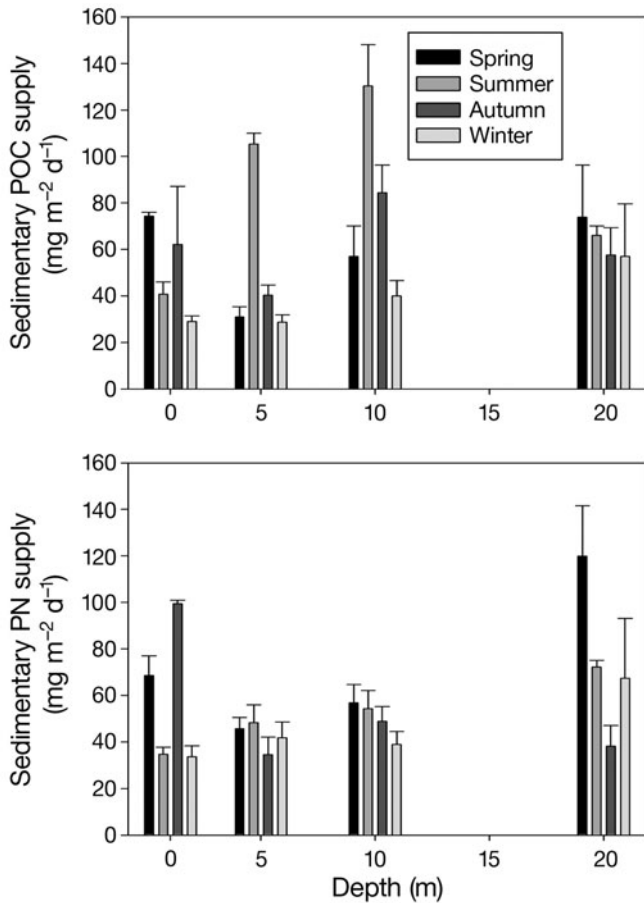 160
140
120
100
80
60
40
20
0
Sedimentary POC supply
(mg m⁻² d⁻¹)
Spring
Summer
Autumn
Winter
0 5 10 15 20
160
140
120
100
80
60
40
20
0
Sedimentary PN supply
(mg m⁻² d⁻¹)
0 5 10 15 20
Depth (m)